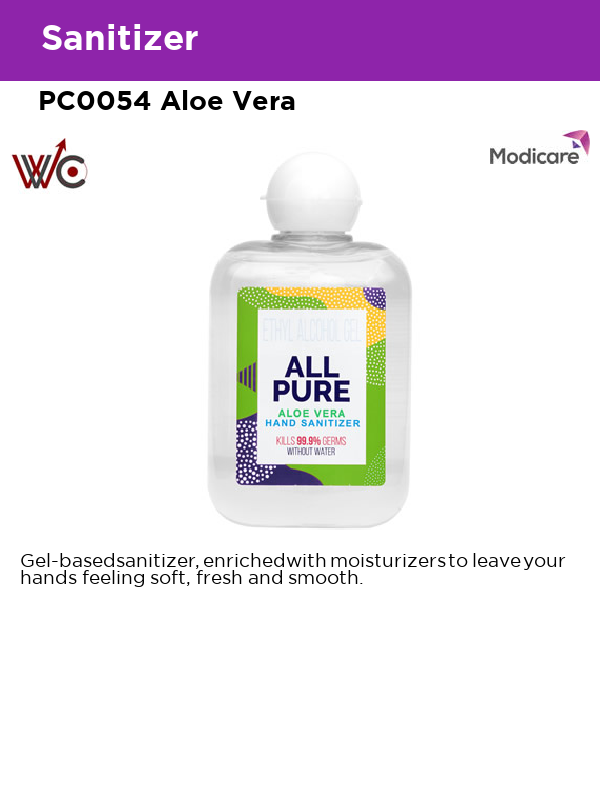 Sanitizer
PC0054 Aloe Vera
WC
Modicare
ETHYL ALCOHOL GEL
ALL
PURE
ALOE VERA
HAND SANITIZER
KILLS 99.9% GERMS
WITHOUT WATER
Gel-basedsanitizer, enrichedwith moisturizers to leave your
hands feeling soft, fresh and smooth.